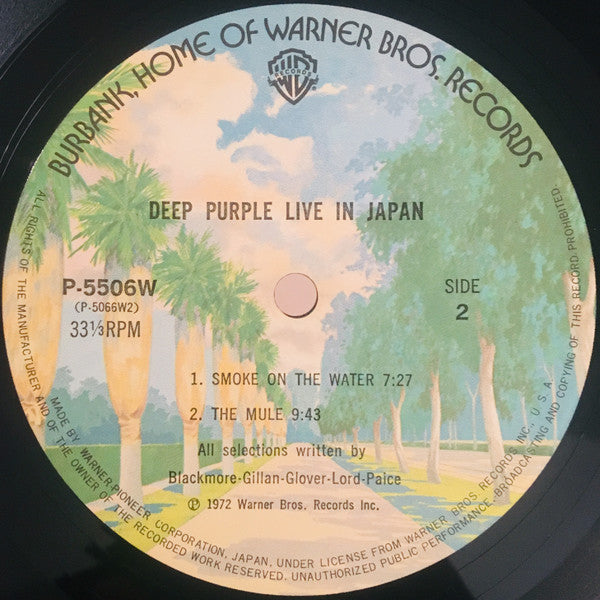 BURBANK, HOME OF WARNER BROS. RECORDS
WB
RECORDS
DEEP PURPLE LIVE IN JAPAN
P-5506W
(P-5066W2)
33⅓RPM
SIDE
2
1. SMOKE ON THE WATER 7:27
2. THE MULE 9:43
All selections written by
Blackmore-Gillan-Glover-Lord-Paice
Ⓟ 1972 Warner Bros. Records Inc.
MADE BY WARNER-PIONEER CORPORATION, JAPAN, UNDER LICENSE FROM WARNER BROS. RECORDS INC., U.S.A.
ALL RIGHTS OF THE MANUFACTURER AND OF THE OWNER OF THE RECORDED WORK RESERVED. UNAUTHORIZED PUBLIC PERFORMANCE, BROADCASTING AND COPYING OF THIS RECORD PROHIBITED